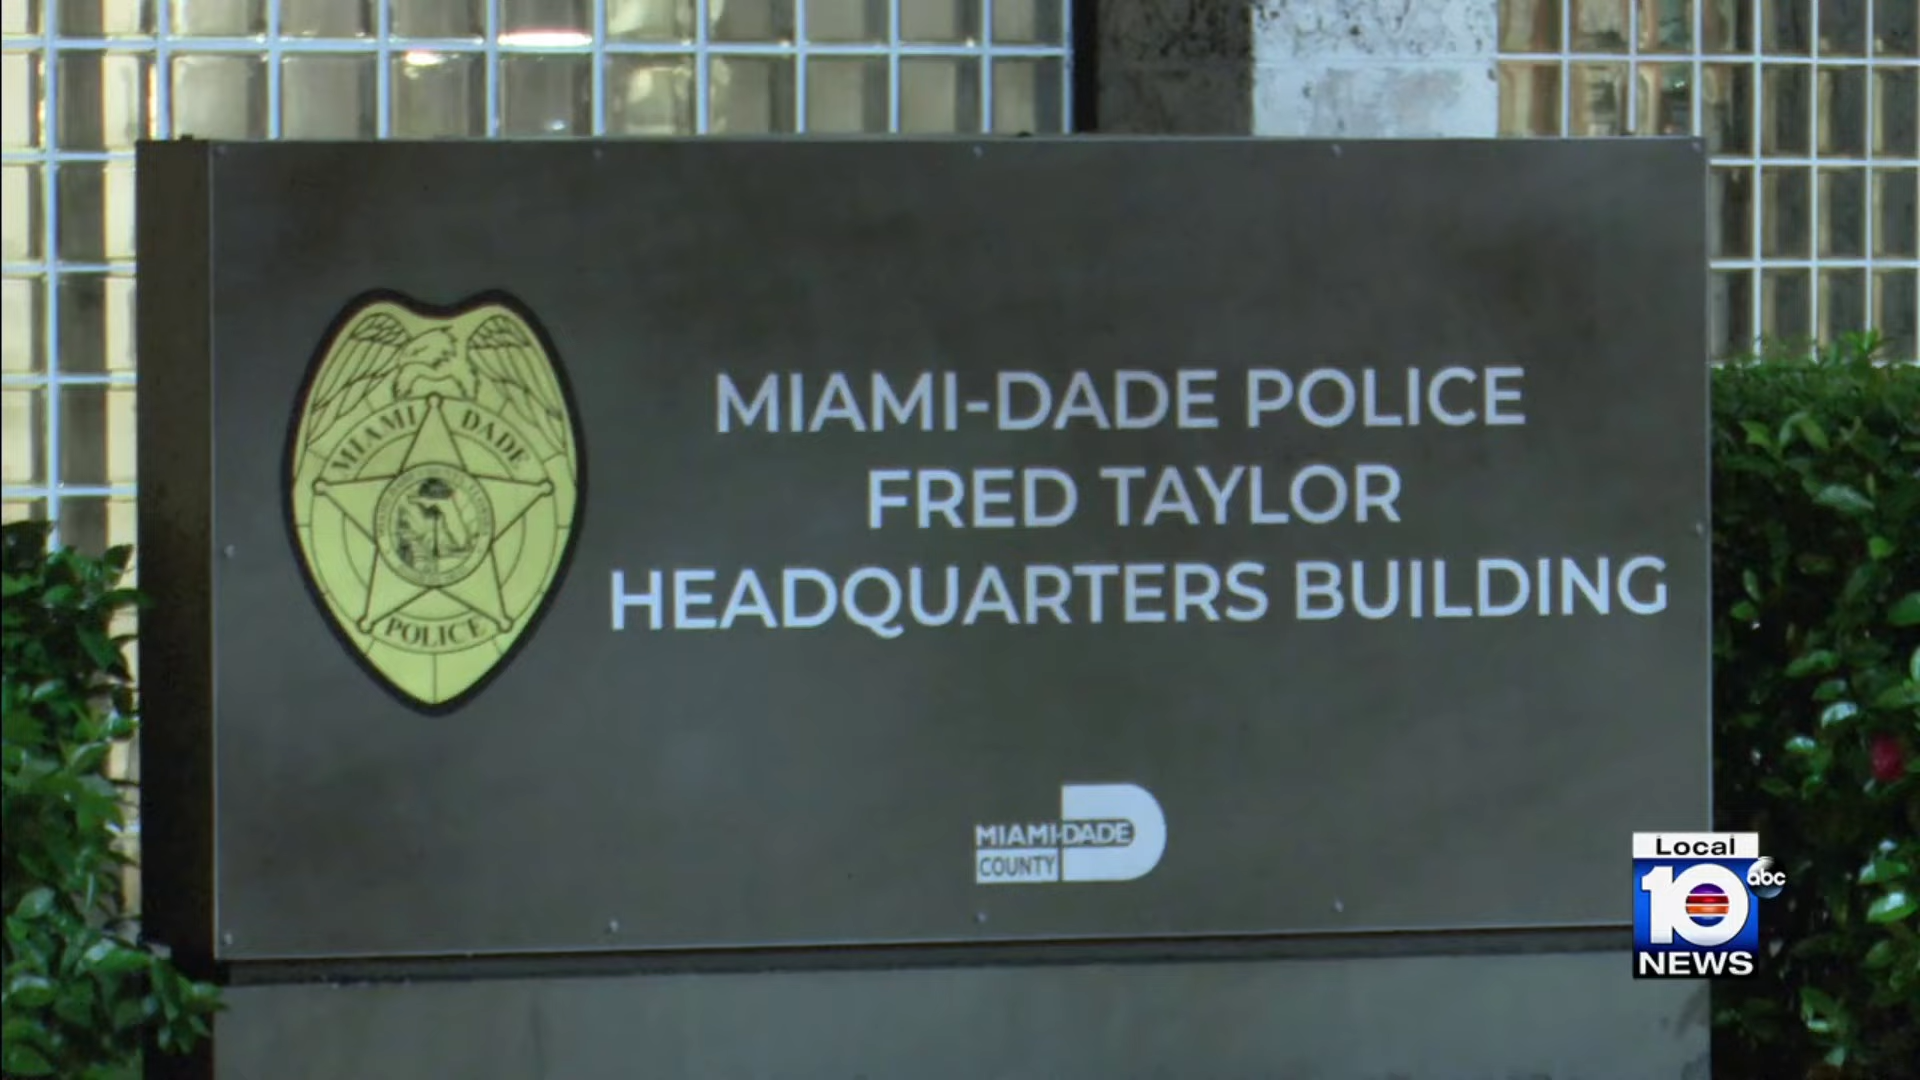 MIAMI DADE
POLICE
MIAMI-DADE POLICE
FRED TAYLOR
HEADQUARTERS BUILDING
MIAMI-DADE
COUNTY
Local
10
abc
NEWS